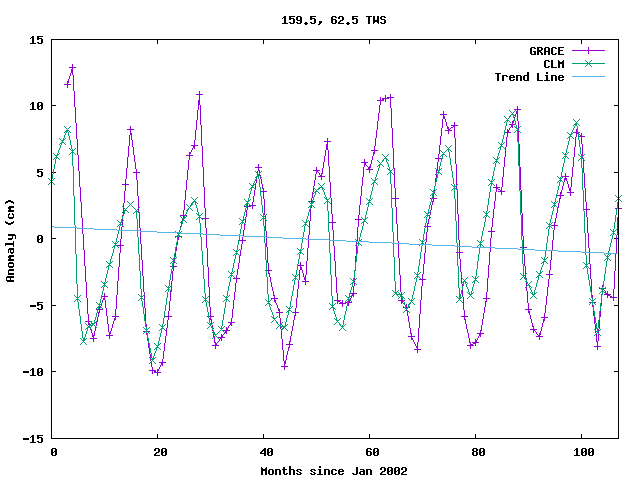 159.5, 62.5 TWS
GRACE
CLM
Trend Line
Anomaly (cm)
15
10
5
0
-5
-10
-15
0 20 40 60 80 100
Months since Jan 2002